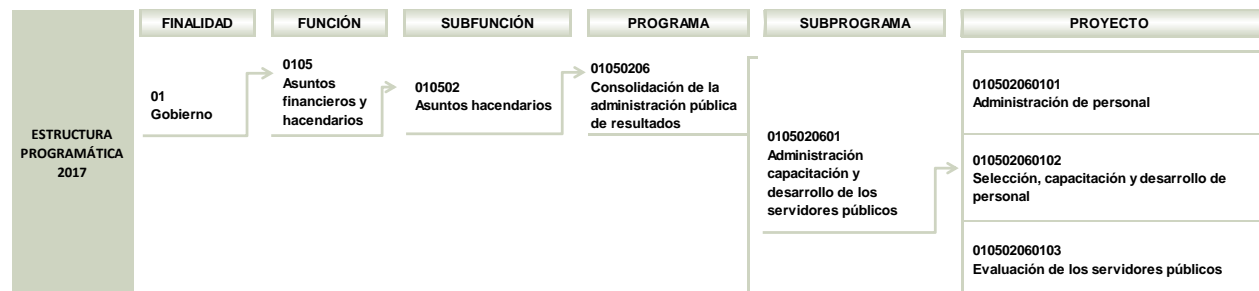 FINALIDAD
FUNCIÓN
SUBFUNCIÓN
PROGRAMA
SUBPROGRAMA
PROYECTO
ESTRUCTURA
PROGRAMÁTICA
2017
01
Gobierno
0105
Asuntos
financieros y
hacendarios
010502
Asuntos hacendarios
01050206
Consolidación de la
administración pública
de resultados
0105020601
Administración
capacitación y
desarrollo de los
servidores públicos
010502060101
Administración de personal
010502060102
Selección, capacitación y desarrollo de
personal
010502060103
Evaluación de los servidores públicos